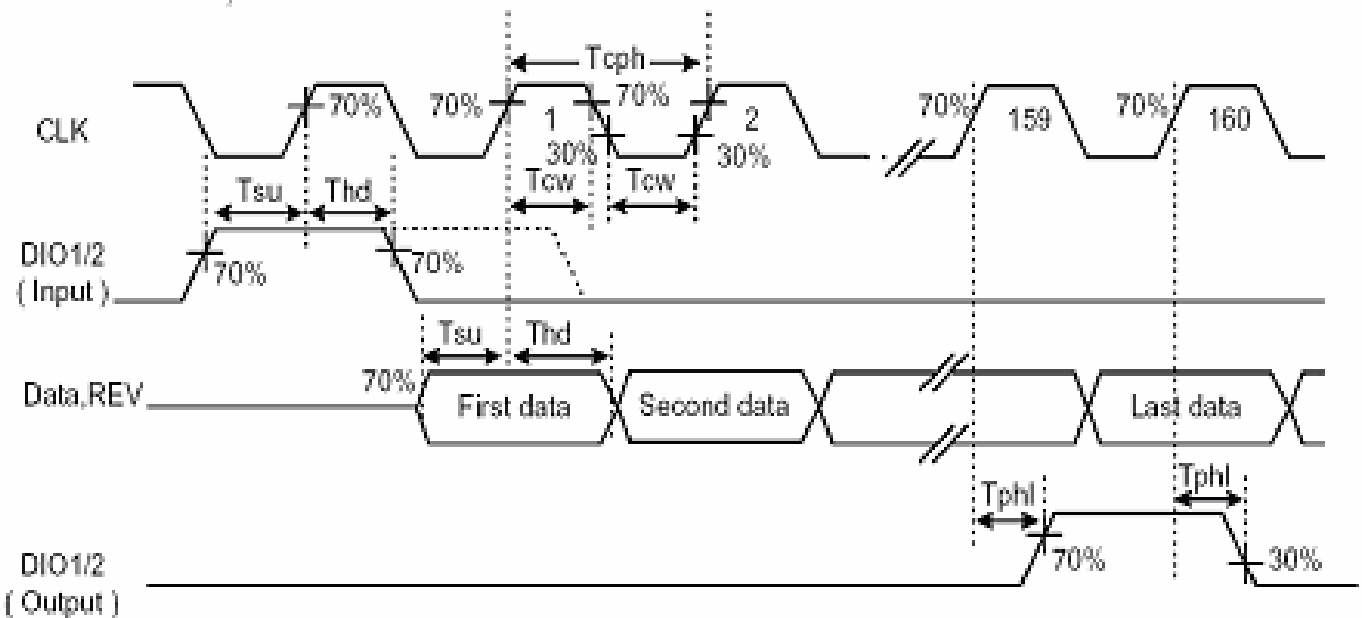 Tcph
70% 70% 70% 70% 70%
CLK
1 2 159 160
30% 30%
Tsu Thd Tcw Tcw
DIO1/2
( Input )
70% 70%
Tsu Thd
70%
Data,REV
First data Second data Last data
Tphl Tphl
DIO1/2
( Output )
70% 30%